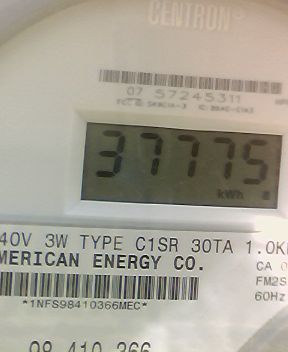 CENTRON®
07 57245311
37775
kWh
40V 3W TYPE C1SR 30TA 1.0K
MERICAN ENERGY CO.
CA 0
FM2S
60Hz
*1NFS98410366MEC*
98 410 366